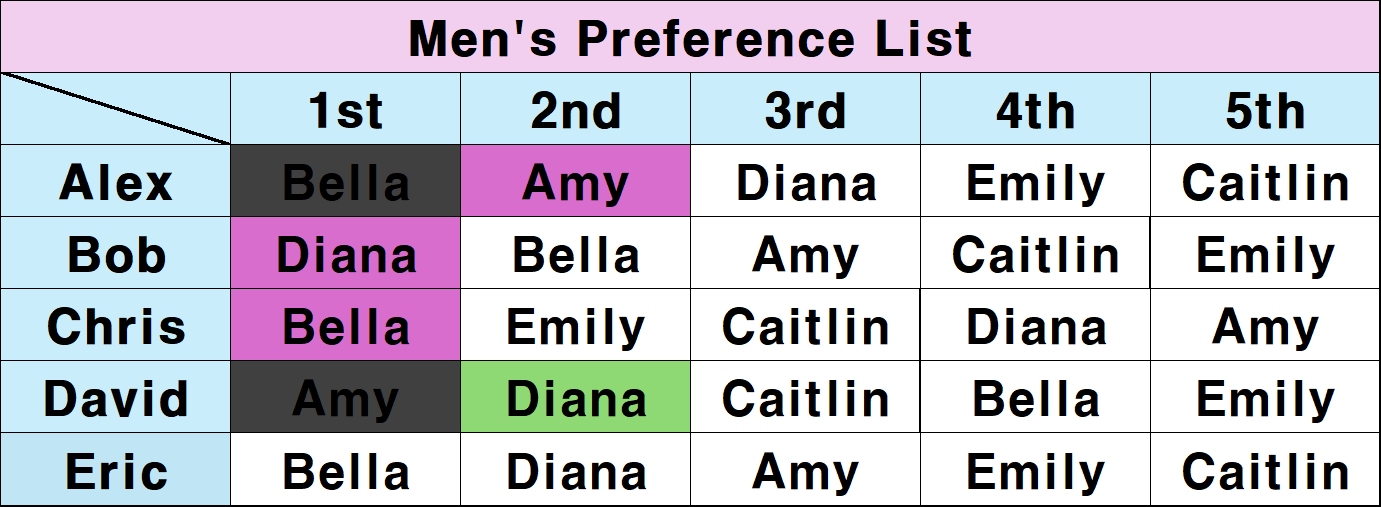 Men's Preference List
1st 2nd 3rd 4th 5th
Alex Bella Amy Diana Emily Caitlin
Bob Diana Bella Amy Caitlin Emily
Chris Bella Emily Caitlin Diana Amy
David Amy Diana Caitlin Bella Emily
Eric Bella Diana Amy Emily Caitlin